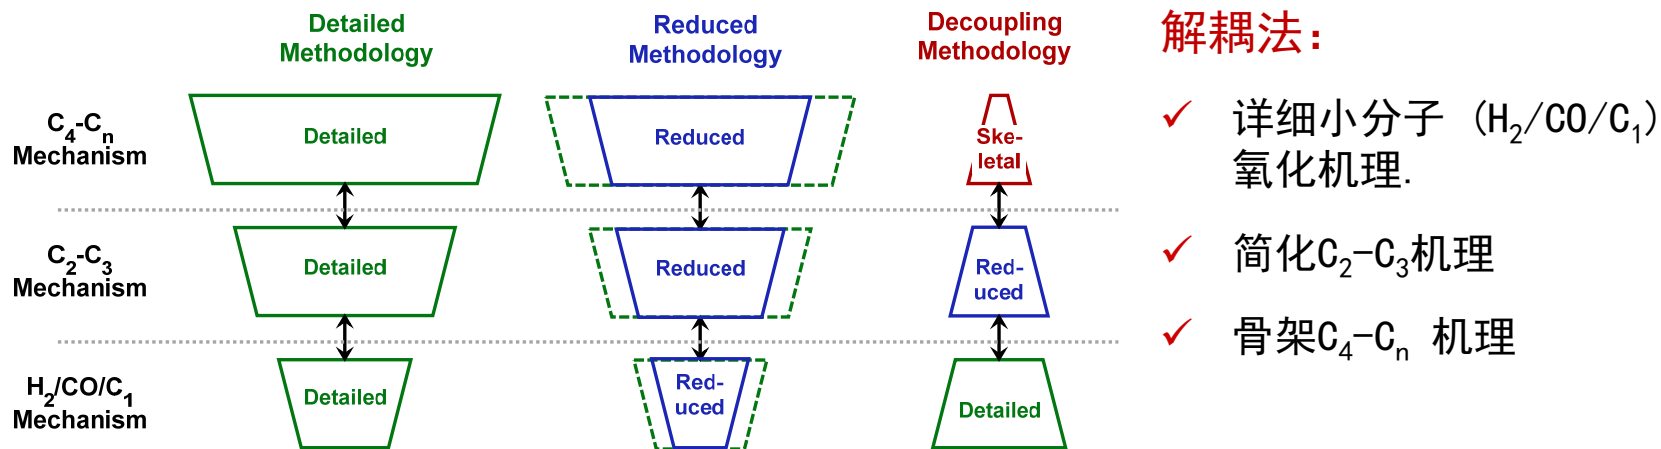 Detailed
Methodology
Reduced
Methodology
Decoupling
Methodology
C₄-Cₙ
Mechanism
Detailed
Reduced
Ske-
letal
C₂-C₃
Mechanism
Detailed
Reduced
Red-
uced
H₂/CO/C₁
Mechanism
Detailed
Red-
uced
Detailed
解耦法：
✓ 详细小分子 (H₂/CO/C₁)
氧化机理.
✓ 简化C₂-C₃机理
✓ 骨架C₄-Cₙ 机理